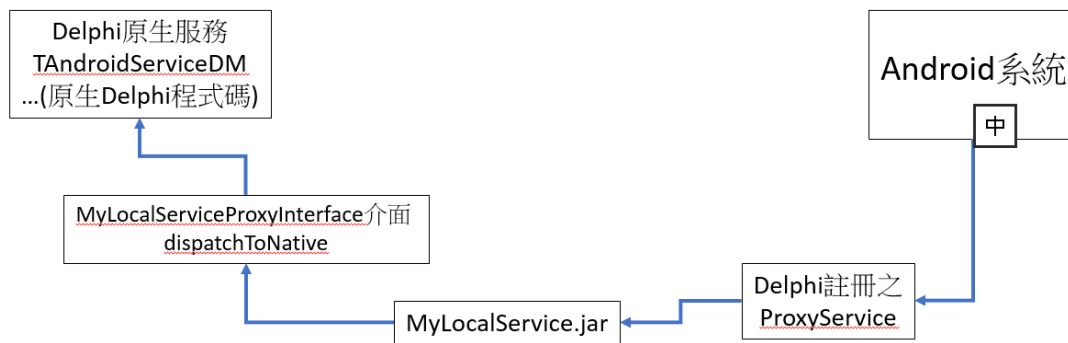 Delphi原生服務
TAndroidServiceDM
...(原生Delphi程式碼)
Android系統
中
MyLocalServiceProxyInterface介面
dispatchToNative
Delphi註冊之
ProxyService
MyLocalService.jar